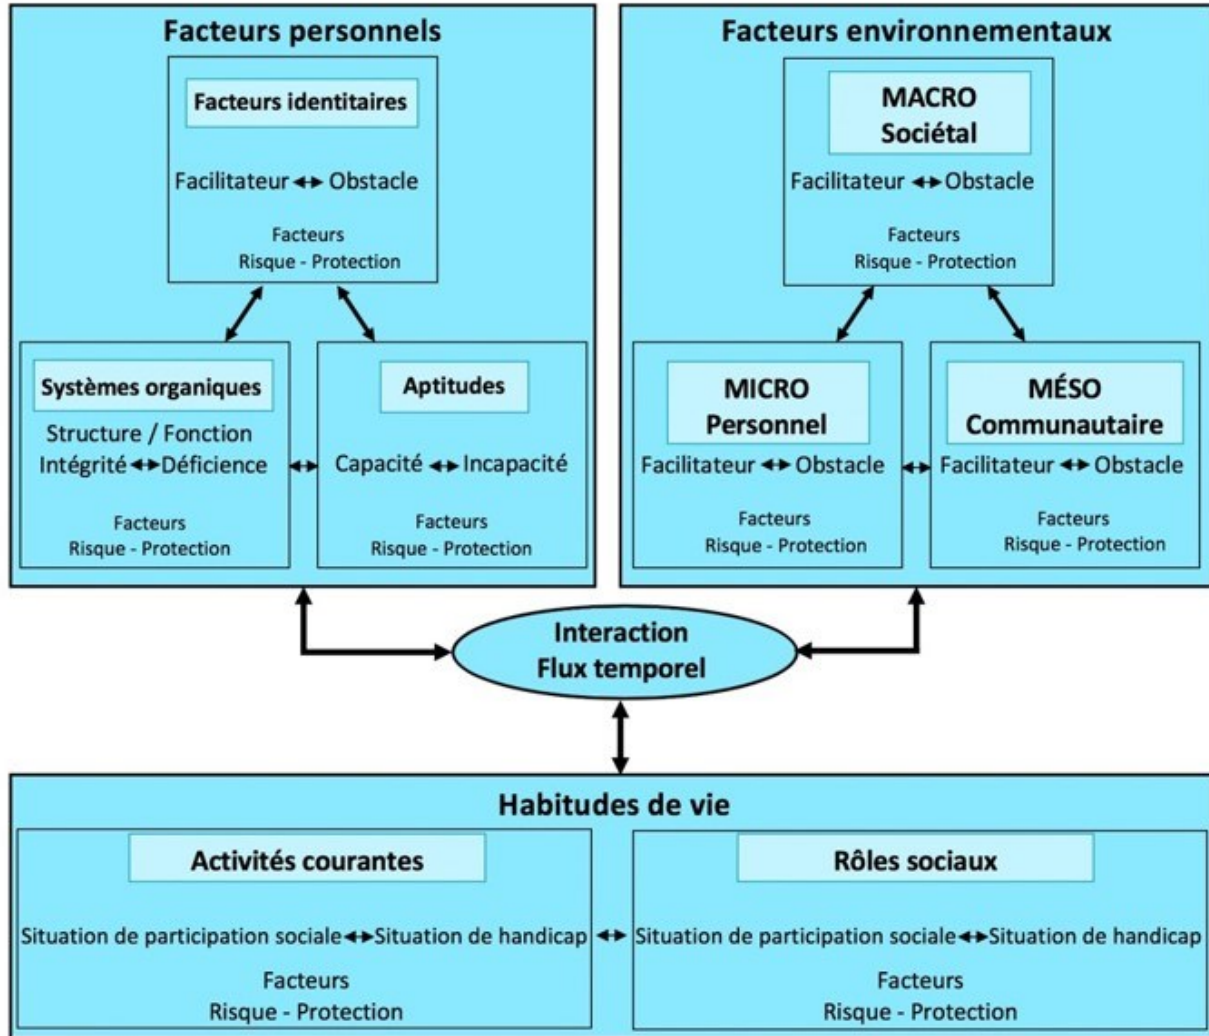 Facteurs personnels
Facteurs identitaires
Facilitateur ↔ Obstacle
Facteurs
Risque - Protection
Systèmes organiques
Structure / Fonction
Intégrité ↔ Déficience
Facteurs
Risque - Protection
Aptitudes
Capacité ↔ Incapacité
Facteurs
Risque - Protection
Facteurs environnementaux
MACRO
Sociétal
Facilitateur ↔ Obstacle
Facteurs
Risque - Protection
MICRO
Personnel
Facilitateur ↔ Obstacle
Facteurs
Risque - Protection
MÉSO
Communautaire
Facilitateur ↔ Obstacle
Facteurs
Risque - Protection
Interaction
Flux temporel
Habitudes de vie
Activités courantes
Situation de participation sociale ↔ Situation de handicap
Facteurs
Risque - Protection
Rôles sociaux
Situation de participation sociale ↔ Situation de handicap
Facteurs
Risque - Protection